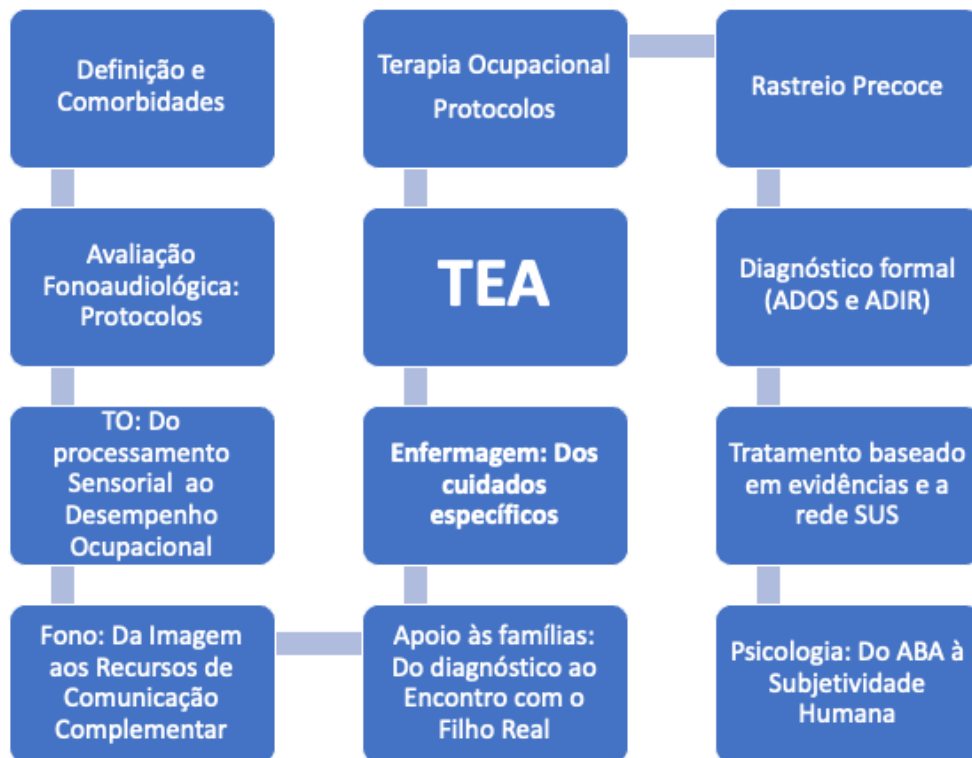 Definição e
Comorbidades
Avaliação
Fonoaudiológica:
Protocolos
TO: Do
processamento
Sensorial ao
Desempenho
Ocupacional
Fono: Da Imagem
aos Recursos de
Comunicação
Complementar
Apoio às famílias:
Do diagnóstico ao
Encontro com o
Filho Real
Enfermagem: Dos
cuidados
específicos
TEA
Terapia Ocupacional
Protocolos
Rastreio Precoce
Diagnóstico formal
(ADOS e ADIR)
Tratamento baseado
em evidências e a
rede SUS
Psicologia: Do ABA à
Subjetividade
Humana